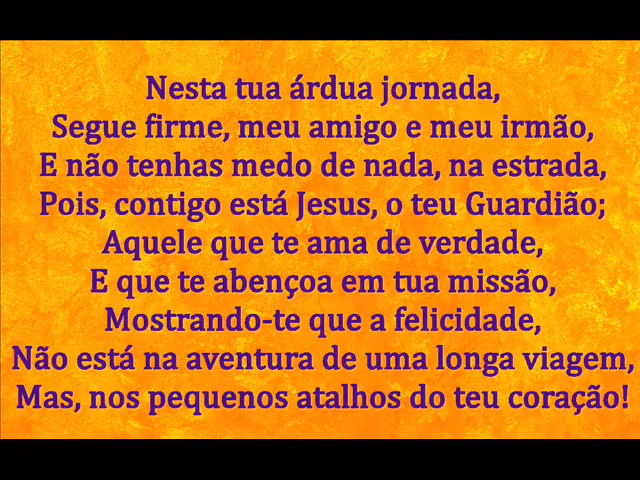 Nesta tua árdua jornada,
Segue firme, meu amigo e meu irmão,
E não tenhas medo de nada, na estrada,
Pois, contigo está Jesus, o teu Guardião;
Aquele que te ama de verdade,
E que te abençoa em tua missão,
Mostrando-te que a felicidade,
Não está na aventura de uma longa viagem,
Mas, nos pequenos atalhos do teu coração!